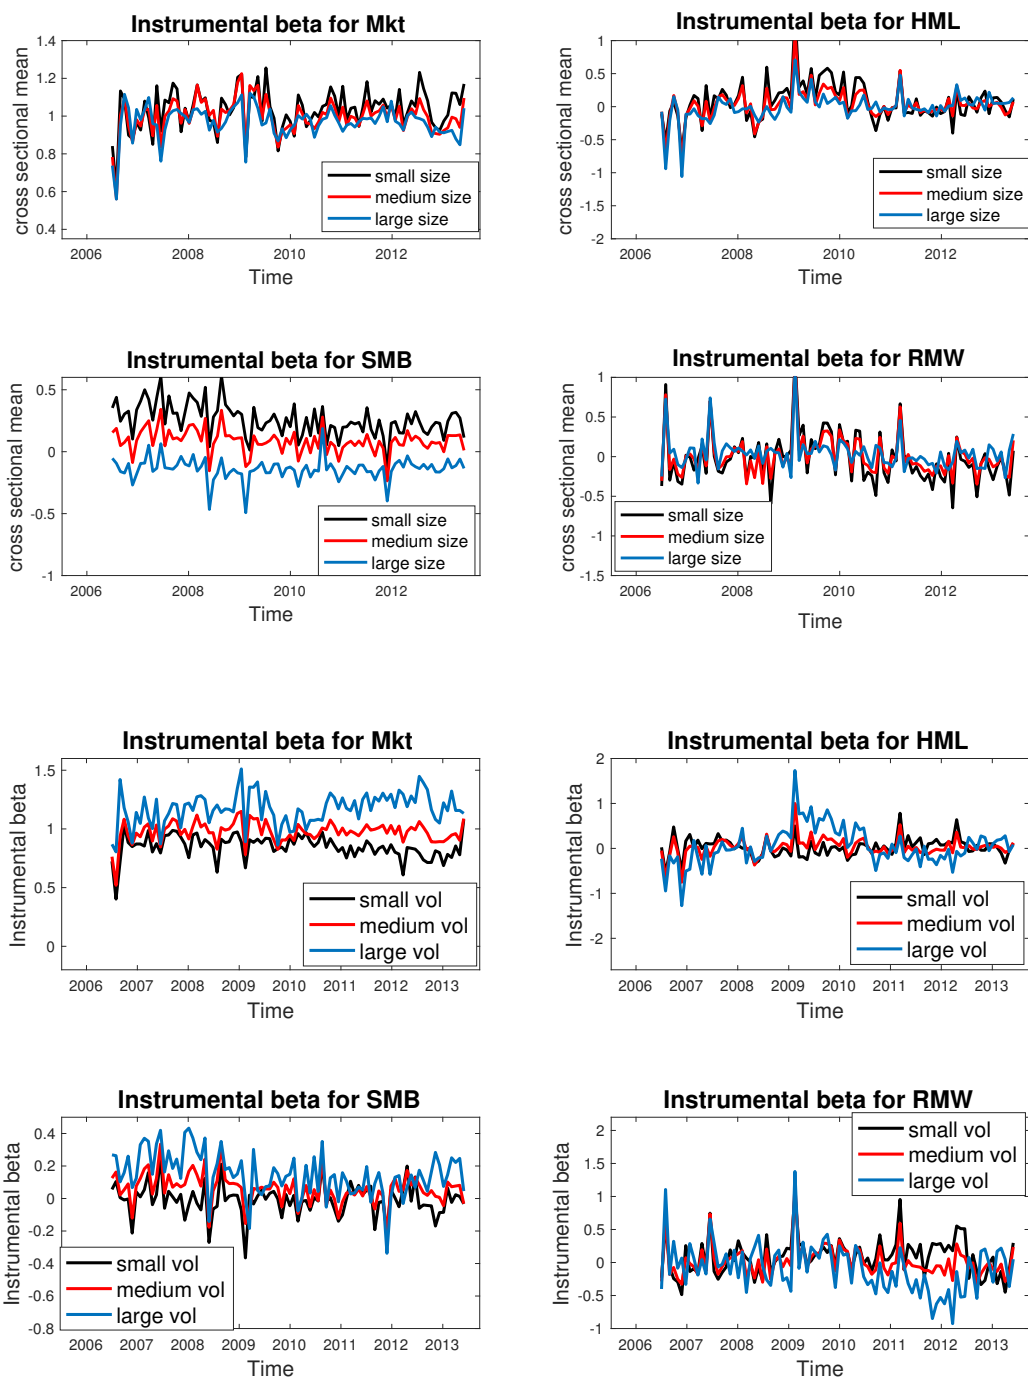 Instrumental beta for Mkt
cross sectional mean
1.4
1.2
1
0.8
0.6
0.4
small size
medium size
large size
2006
2008
2010
2012
Time
Instrumental beta for HML
cross sectional mean
1
0.5
0
-0.5
-1
-1.5
-2
small size
medium size
large size
2006
2008
2010
2012
Time
Instrumental beta for SMB
cross sectional mean
0.5
0
-0.5
-1
small size
medium size
large size
2006
2008
2010
2012
Time
Instrumental beta for RMW
cross sectional mean
1
0.5
0
-0.5
-1
-1.5
small size
medium size
large size
2006
2008
2010
2012
Time
Instrumental beta for Mkt
Instrumental beta
1.5
1
0.5
0
small vol
medium vol
large vol
2006
2007
2008
2009
2010
2011
2012
2013
Time
Instrumental beta for HML
Instrumental beta
2
1
0
-1
-2
small vol
medium vol
large vol
2006
2007
2008
2009
2010
2011
2012
2013
Time
Instrumental beta for SMB
Instrumental beta
0.4
0.2
0
-0.2
-0.4
-0.6
-0.8
small vol
medium vol
large vol
2006
2007
2008
2009
2010
2011
2012
2013
Time
Instrumental beta for RMW
Instrumental beta
2
1.5
1
0.5
0
-0.5
-1
small vol
medium vol
large vol
2006
2007
2008
2009
2010
2011
2012
2013
Time